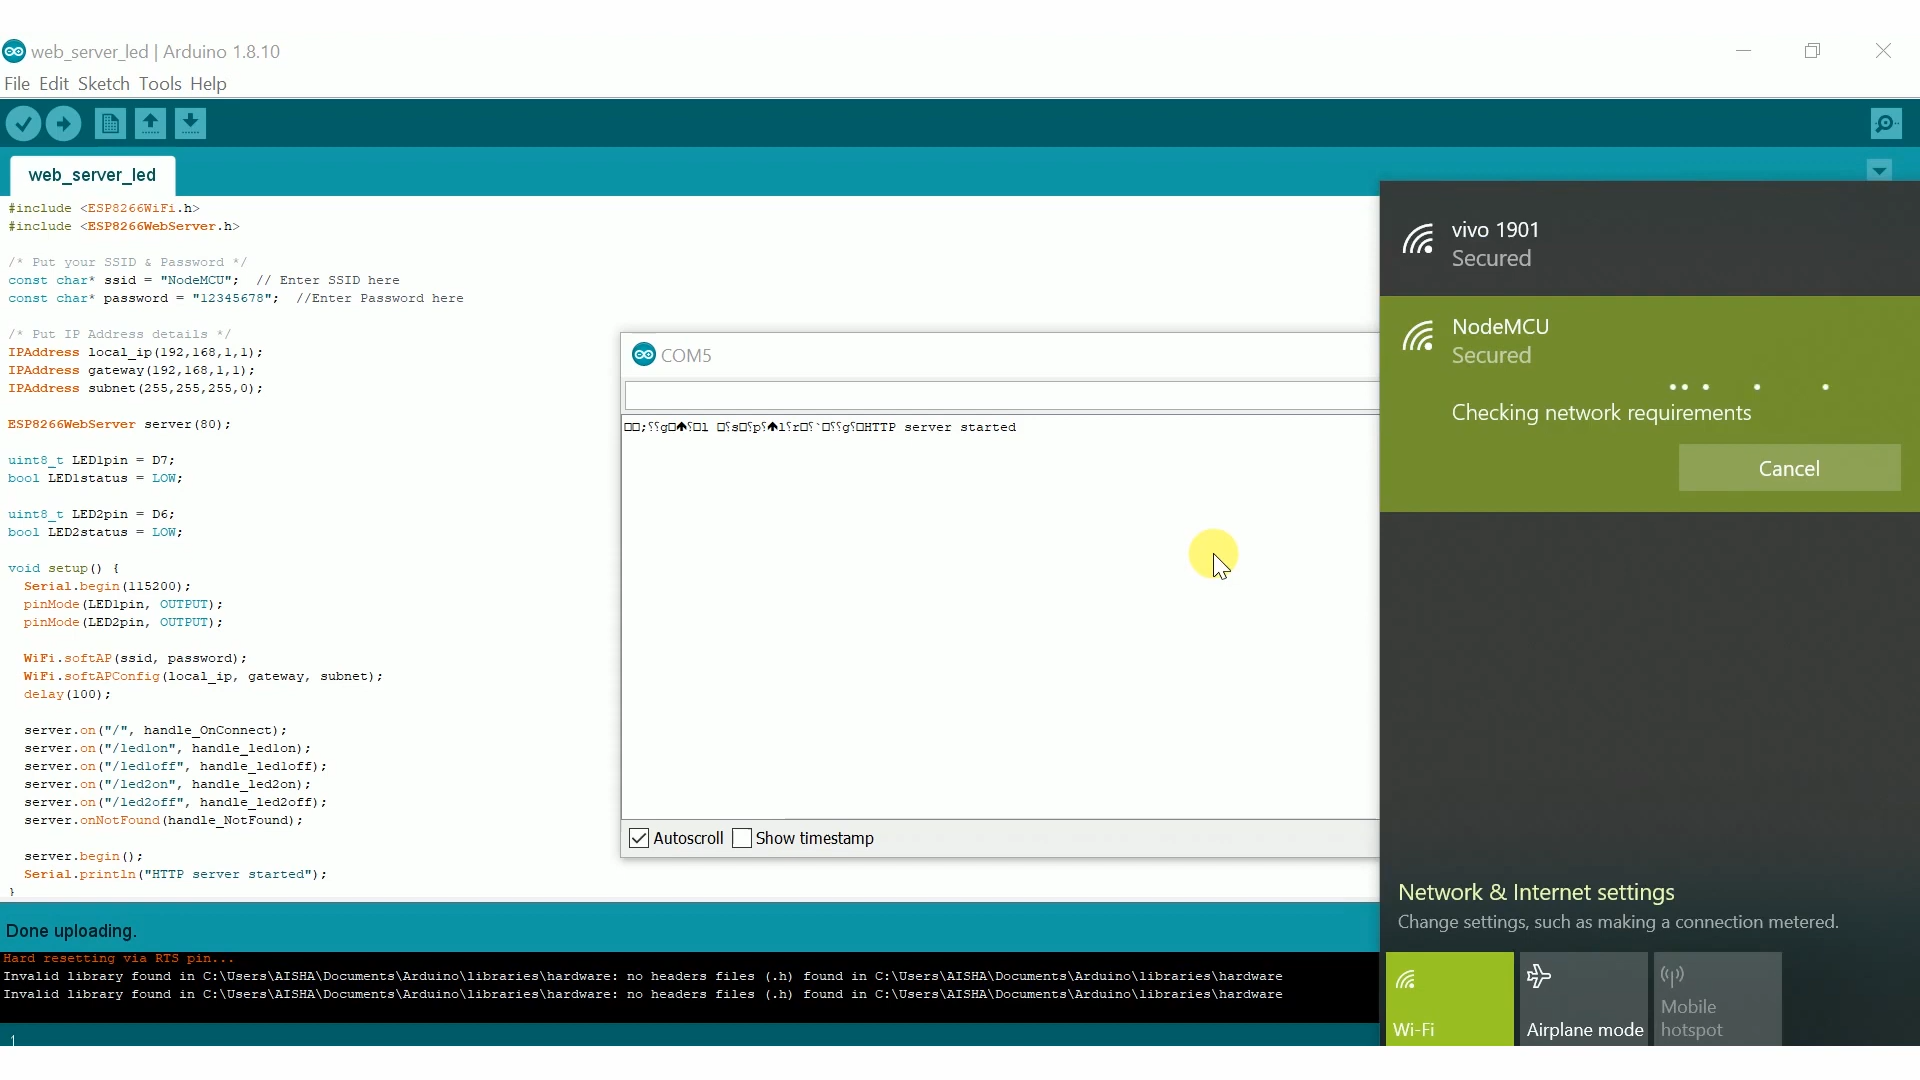 web_server_led | Arduino 1.8.10
File Edit Sketch Tools Help
web_server_led
#include <ESP8266WiFi.h>
#include <ESP8266WebServer.h>
/* Put your SSID & Password */
const char* ssid = "NodeMCU";  // Enter SSID here
const char* password = "12345678";  //Enter Password here
/* Put IP Address details */
IPAddress local_ip(192,168,1,1);
IPAddress gateway(192,168,1,1);
IPAddress subnet(255,255,255,0);
ESP8266WebServer server(80);
uint8_t LED1pin = D7;
bool LED1status = LOW;
uint8_t LED2pin = D6;
bool LED2status = LOW;
void setup() {
Serial.begin(115200);
pinMode(LED1pin, OUTPUT);
pinMode(LED2pin, OUTPUT);
WiFi.softAP(ssid, password);
WiFi.softAPConfig(local_ip, gateway, subnet);
delay(100);
server.on("/", handle_OnConnect);
server.on("/led1on", handle_led1on);
server.on("/led1off", handle_led1off);
server.on("/led2on", handle_led2on);
server.on("/led2off", handle_led2off);
server.onNotFound(handle_NotFound);
server.begin();
Serial.println("HTTP server started");
}
COM5
HTTP server started
Autoscroll Show timestamp
Done uploading.
Hard resetting via RTS pin...
Invalid library found in C:\Users\AISHA\Documents\Arduino\libraries\hardware: no headers files (.h) found in C:\Users\AISHA\Documents\Arduino\libraries\hardware
Invalid library found in C:\Users\AISHA\Documents\Arduino\libraries\hardware: no headers files (.h) found in C:\Users\AISHA\Documents\Arduino\libraries\hardware
1
vivo 1901
Secured
NodeMCU
Secured
Checking network requirements
Cancel
Network & Internet settings
Change settings, such as making a connection metered.
Wi-Fi
Airplane mode
Mobile
hotspot